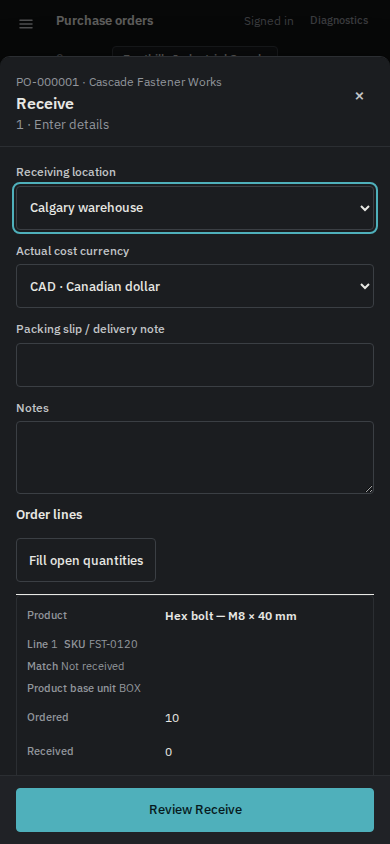 Purchase orders
Signed in
Diagnostics
PO-000001 · Cascade Fastener Works
Receive
×
1 · Enter details
Receiving location
Calgary warehouse
Actual cost currency
CAD · Canadian dollar
Packing slip / delivery note
Notes
Order lines
Fill open quantities
Product Hex bolt — M8 × 40 mm
Line 1 SKU FST-0120
Match Not received
Product base unit BOX
Ordered 10
Received 0
Review Receive